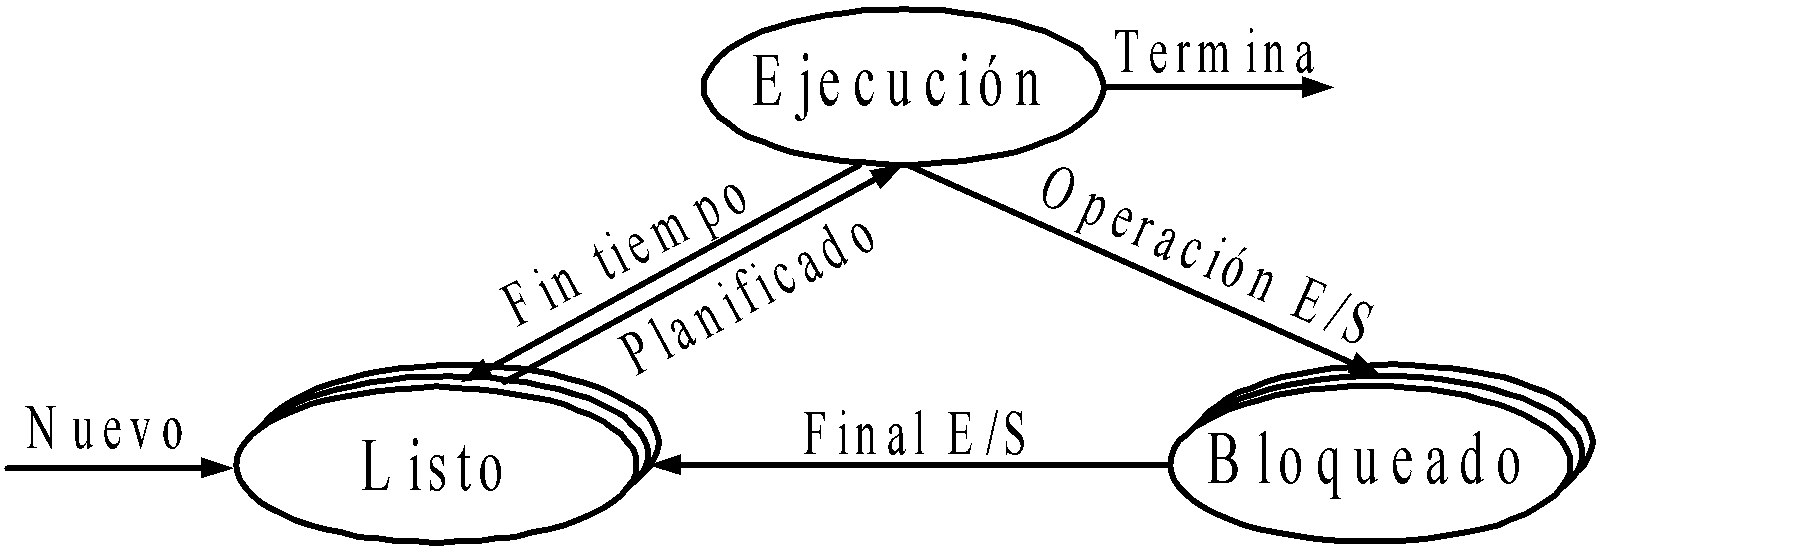 Ejecución
Termina
Fin tiempo
Planificado
Operación E/S
Nuevo
Listo
Final E/S
Bloqueado